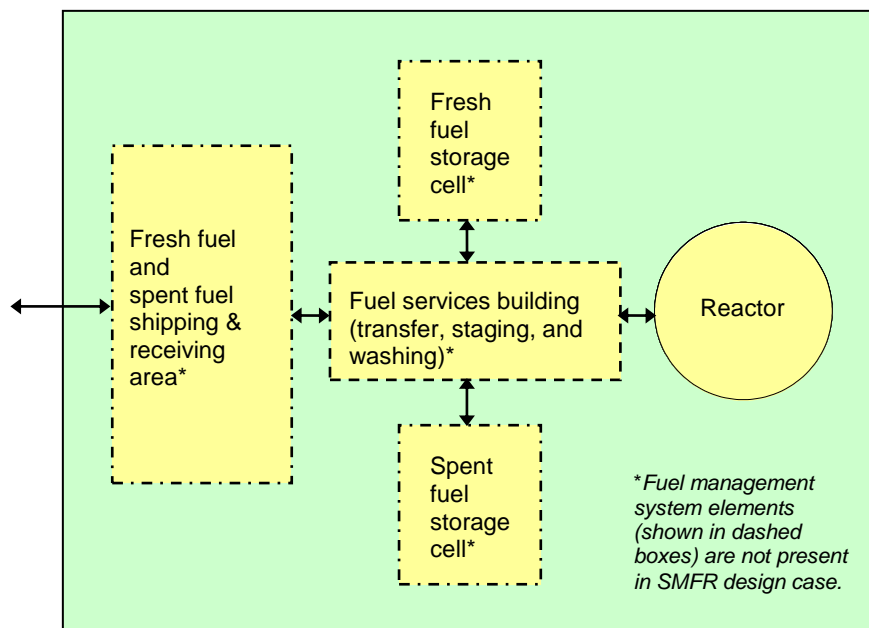 Fresh
fuel
storage
cell*
Fresh fuel
and
spent fuel
shipping &
receiving
area*
Fuel services building
(transfer, staging, and
washing)*
Reactor
Spent
fuel
storage
cell*
*Fuel management
system elements
(shown in dashed
boxes) are not present
in SMFR design case.